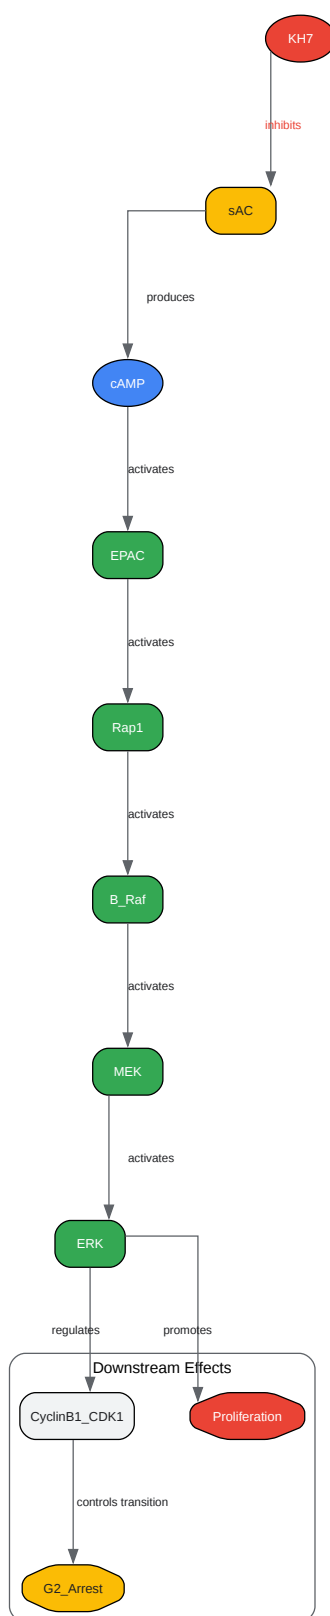 KH7
inhibits
sAC
produces
cAMP
activates
EPAC
activates
Rap1
activates
B_Raf
activates
MEK
activates
ERK
regulates
promotes
Downstream Effects
CyclinB1_CDK1
Proliferation
controls transition
G2_Arrest